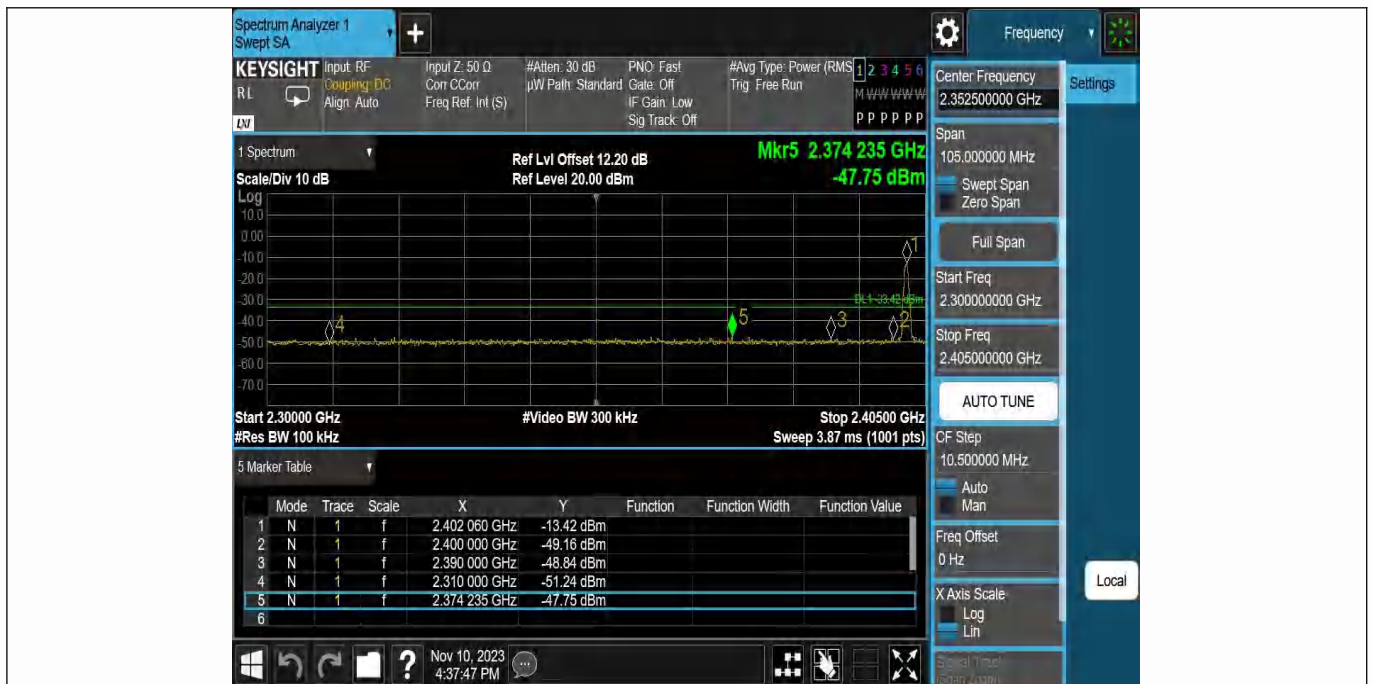 Spectrum Analyzer 1
Swept SA
Frequency
KEYSIGHT
R L
LXI
Input: RF
Coupling: DC
Align: Auto
Input Z: 50 Ω
Corr CCorr
Freq Ref: Int (S)
#Atten: 30 dB
µW Path: Standard
PNO: Fast
Gate: Off
IF Gain: Low
Sig Track: Off
#Avg Type: Power (RMS
Trig: Free Run
1 2 3 4 5 6
M W W W W W
P P P P P P
1 Spectrum
Scale/Div 10 dB
Ref Lvl Offset 12.20 dB
Ref Level 20.00 dBm
Mkr5 2.374 235 GHz
-47.75 dBm
Log
10.0
0.00
-10.0
-20.0
-30.0
-40.0
-50.0
-60.0
-70.0
DL1 -33.42 dBm
1
2
3
4
5
Start 2.30000 GHz
#Video BW 300 kHz
Stop 2.40500 GHz
#Res BW 100 kHz
Sweep 3.87 ms (1001 pts)
5 Marker Table
Mode Trace Scale X Y Function Function Width Function Value
1 N 1 f 2.402 060 GHz -13.42 dBm
2 N 1 f 2.400 000 GHz -49.16 dBm
3 N 1 f 2.390 000 GHz -48.84 dBm
4 N 1 f 2.310 000 GHz -51.24 dBm
5 N 1 f 2.374 235 GHz -47.75 dBm
6
Nov 10, 2023
4:37:47 PM
?
Center Frequency
2.352500000 GHz
Settings
Span
105.000000 MHz
Swept Span
Zero Span
Full Span
Start Freq
2.300000000 GHz
Stop Freq
2.405000000 GHz
AUTO TUNE
CF Step
10.500000 MHz
Auto
Man
Freq Offset
0 Hz
X Axis Scale
Log
Lin
Signal Track
(Span Zoom)
Local